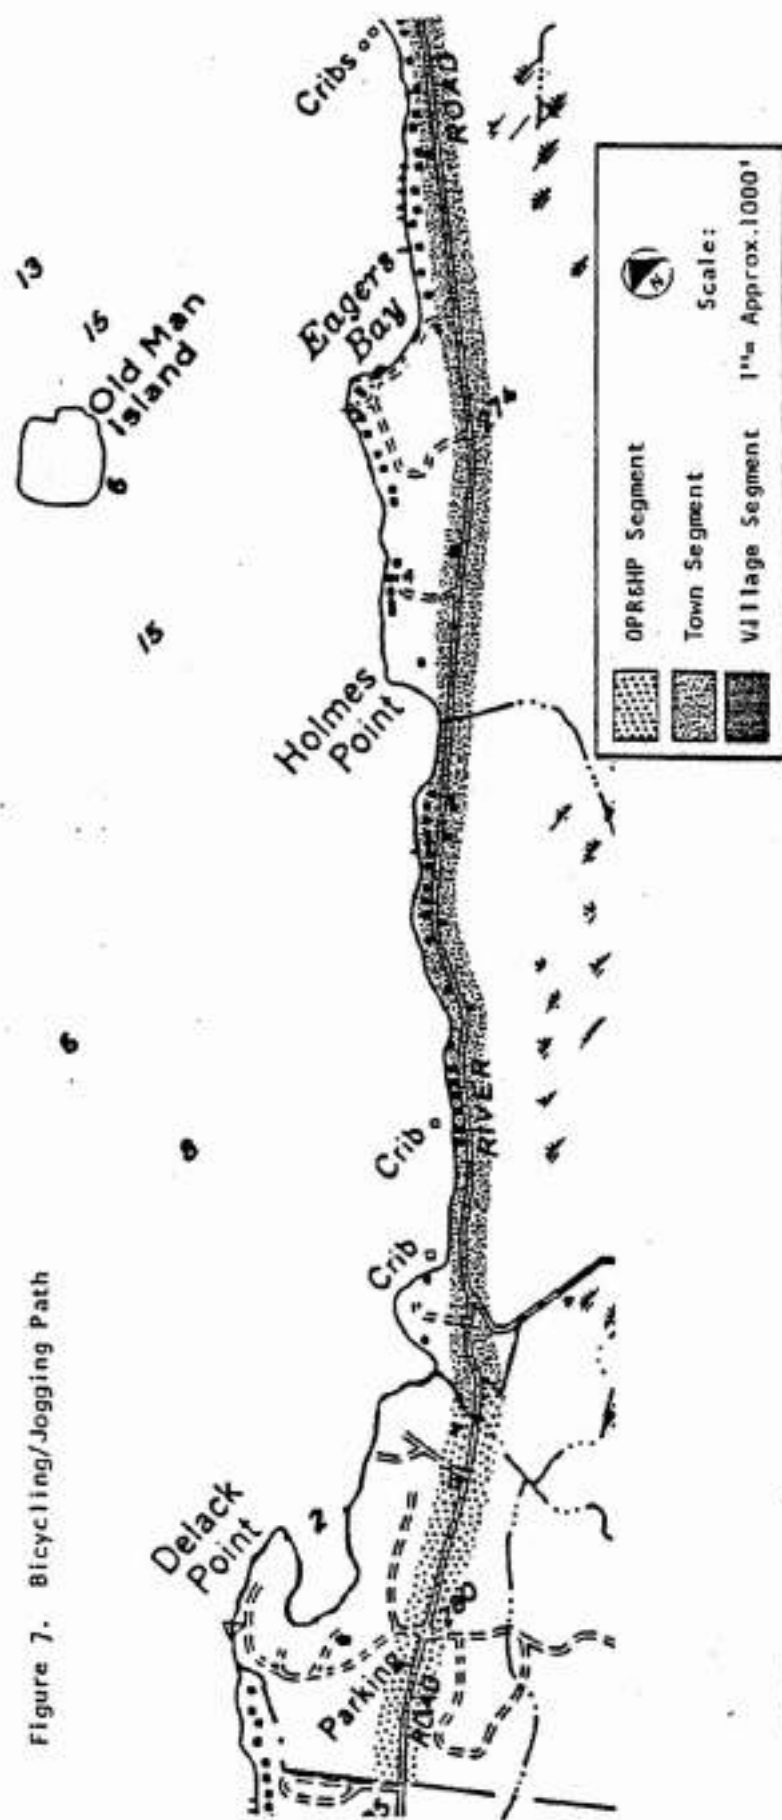 Figure 7. Bicycling/Jogging Path
Delack
Point
2
Parking
ROAD
Crib
Crib
RIVER
8
6
Holmes
Point
15
Old Man
Island
6
15
13
Eagers
Bay
Cribs
ROAD
OPR&HP Segment
Town Segment
Village Segment
N
Scale:
1"= Approx.1000'